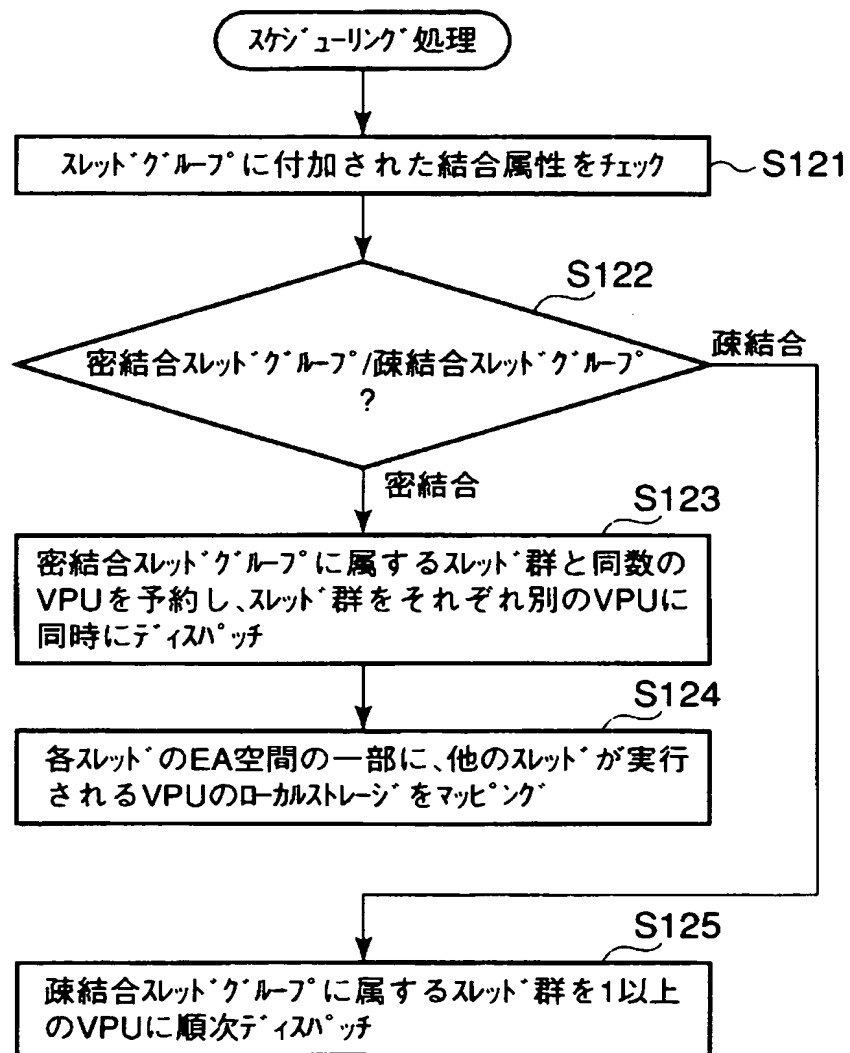 スケジューリング処理
スレッドグループに付加された結合属性をチェック
S121
S122
密結合スレッドグループ/疎結合スレッドグループ
?
疎結合
密結合
S123
密結合スレッドグループに属するスレッド群と同数の
VPUを予約し、スレッド群をそれぞれ別のVPUに
同時にディスパッチ
S124
各スレッドのEA空間の一部に、他のスレッドが実行
されるVPUのローカルストレージをマッピング
S125
疎結合スレッドグループに属するスレッド群を1以上
のVPUに順次ディスパッチ